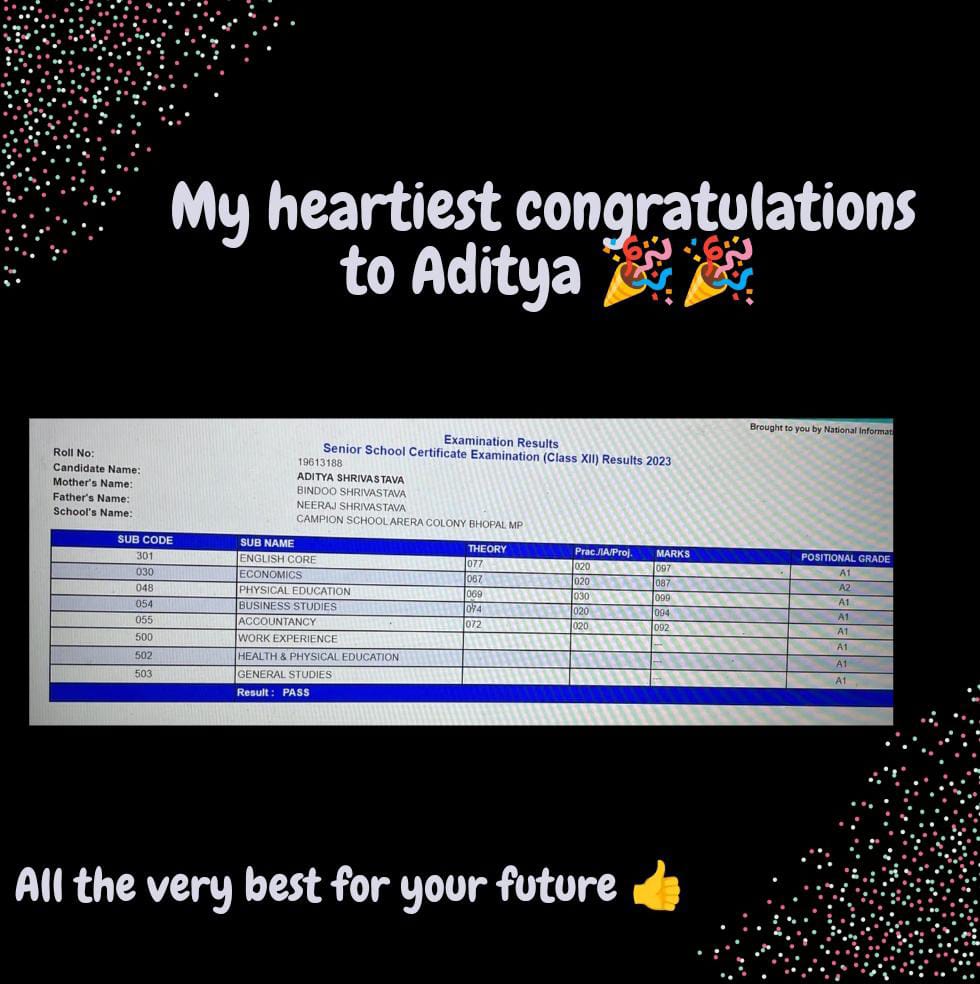 My heartiest congratulations
to Aditya 🎉🎉
Brought to you by National Informat
Examination Results
Senior School Certificate Examination (Class XII) Results 2023
Roll No: 19613188
Candidate Name: ADITYA SHRIVASTAVA
Mother's Name: BINDOO SHRIVASTAVA
Father's Name: NEERAJ SHRIVASTAVA
School's Name: CAMPION SCHOOL ARERA COLONY BHOPAL MP
SUB CODE SUB NAME THEORY Prac./IA/Proj. MARKS POSITIONAL GRADE
301 ENGLISH CORE 077 020 097 A1
030 ECONOMICS 067 020 087 A2
048 PHYSICAL EDUCATION 069 030 099 A1
054 BUSINESS STUDIES 074 020 094 A1
055 ACCOUNTANCY 072 020 092 A1
500 WORK EXPERIENCE --- A1
502 HEALTH & PHYSICAL EDUCATION --- A1
503 GENERAL STUDIES --- A1
Result : PASS
All the very best for your future 👍